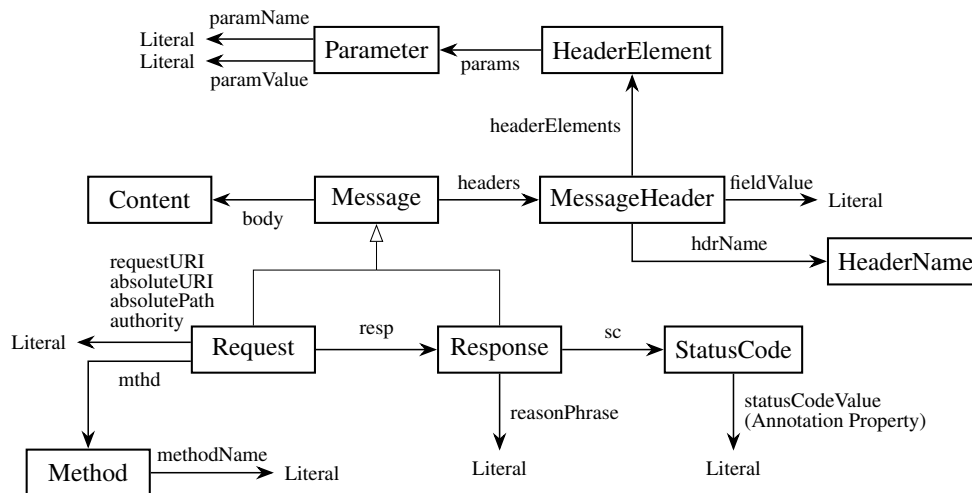 paramName
Literal
Parameter
HeaderElement
Literal
params
paramValue
headerElements
Content
Message
headers
MessageHeader
fieldValue
Literal
body
hdrName
HeaderName
requestURI
absoluteURI
absolutePath
authority
Literal
Request
resp
Response
sc
StatusCode
mthd
reasonPhrase
statusCodeValue
(Annotation Property)
Method
methodName
Literal
Literal
Literal